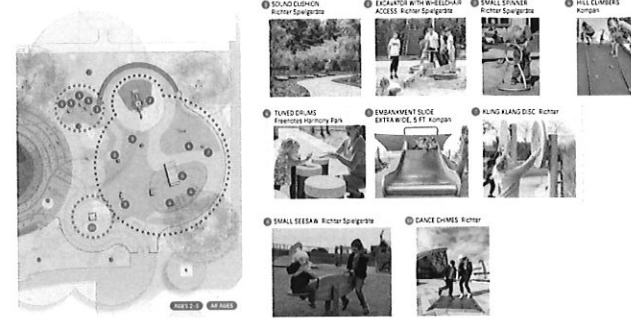 SOUND CUSHION
Richter Spielgeräte
EXCAVATOR WITH WHEELCHAIR
ACCESS Richter Spielgeräte
SMALL SPINNER
Richter Spielgeräte
HILL CLIMBERS
Kompan
TUNED DRUMS
Freenotes Harmony Park
EMBANKMENT SLIDE
EXTRA WIDE, 5 FT Kompan
KLING KLANG DISC Richter
SMALL SEESAW Richter Spielgeräte
DANCE CHIMES Richter
AGES 2-5
All AGES